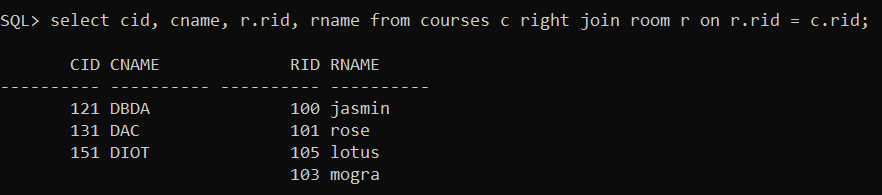 SQL> select cid, cname, r.rid, rname from courses c right join room r on r.rid = c.rid;
CID CNAME RID RNAME
---------- ---------- ---------- ----------
121 DBDA 100 jasmin
131 DAC 101 rose
151 DIOT 105 lotus
103 mogra